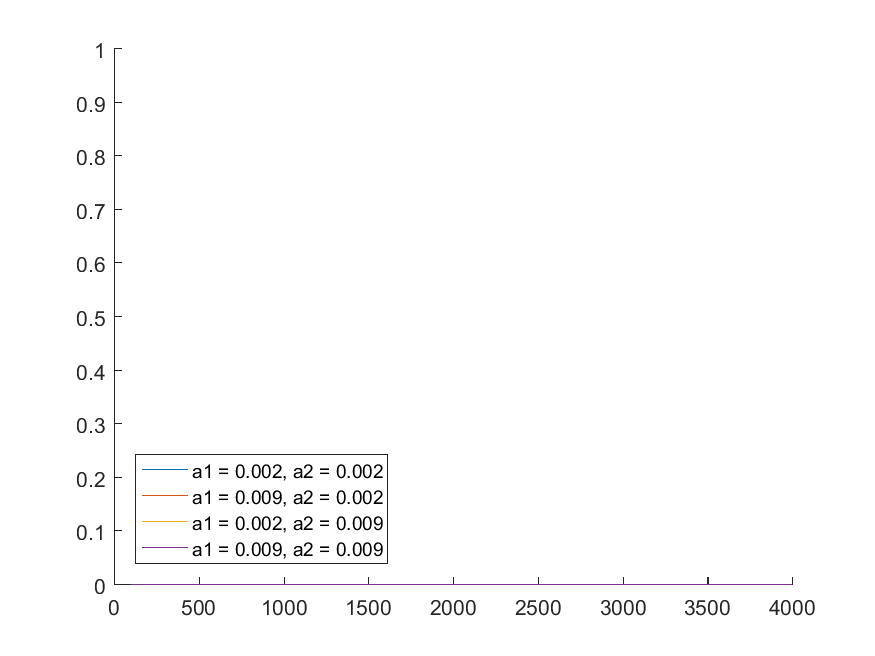 1
0.9
0.8
0.7
0.6
0.5
0.4
0.3
0.2
0.1
0
a1 = 0.002, a2 = 0.002
a1 = 0.009, a2 = 0.002
a1 = 0.002, a2 = 0.009
a1 = 0.009, a2 = 0.009
0 500 1000 1500 2000 2500 3000 3500 4000